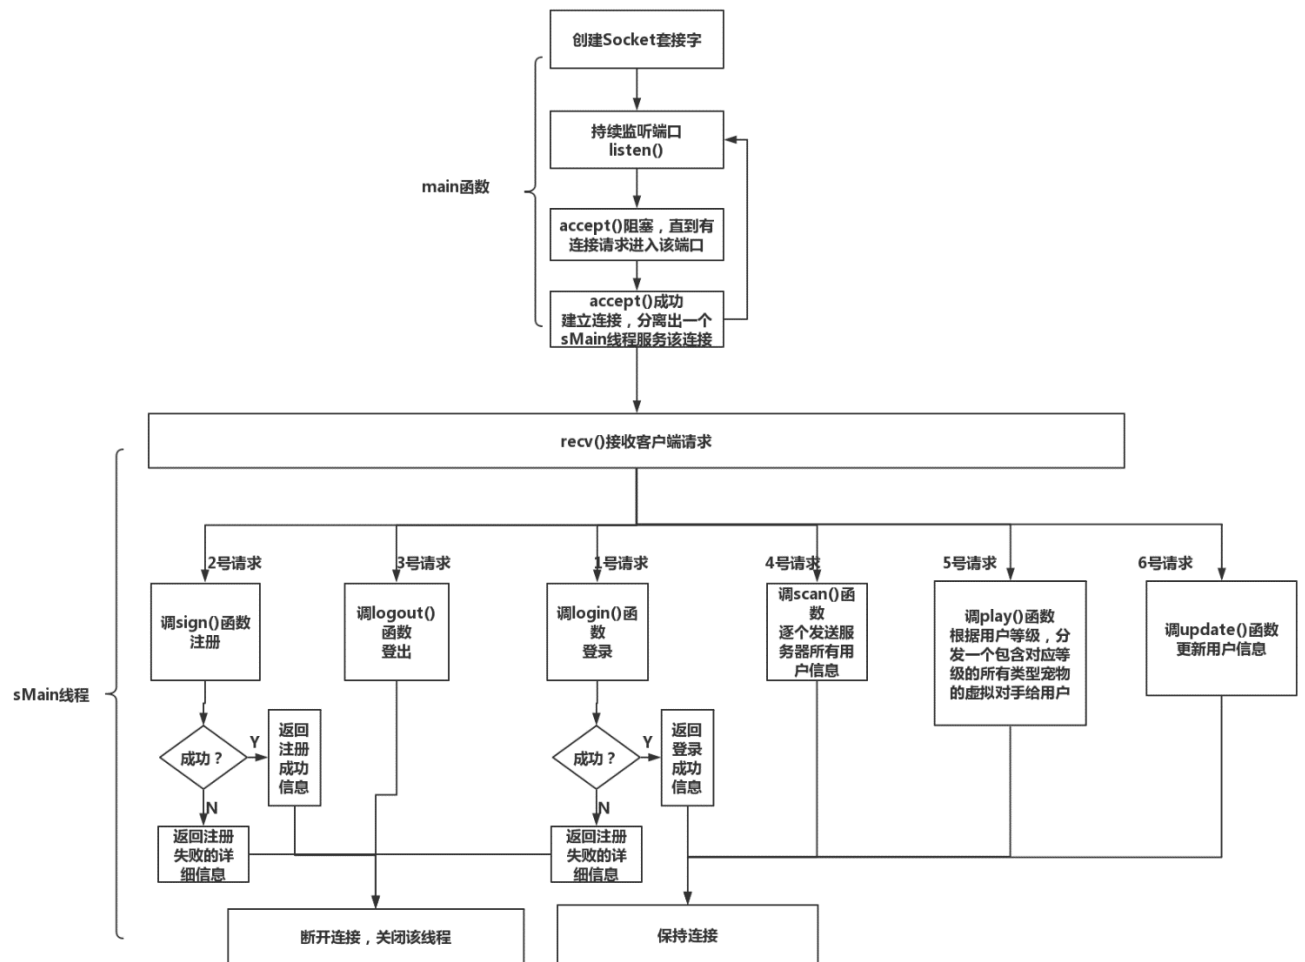 创建Socket套接字
持续监听端口
listen()
main函数
accept()阻塞，直到有
连接请求进入该端口
accept()成功
建立连接，分离出一个
sMain线程服务该连接
recv()接收客户端请求
2号请求
3号请求
1号请求
4号请求
5号请求
6号请求
调sign()函数
注册
调logout()
函数
登出
调login()函
数
登录
调scan()函
数
逐个发送服
务器所有用
户信息
调play()函数
根据用户等级，分
发一个包含对应等
级的所有类型宠物
的虚拟对手给用户
调update()函数
更新用户信息
sMain线程
成功？
Y
返回
注册
成功
信息
N
返回注册
失败的详
细信息
成功？
Y
返回
登录
成功
信息
N
返回注册
失败的详
细信息
断开连接，关闭该线程
保持连接